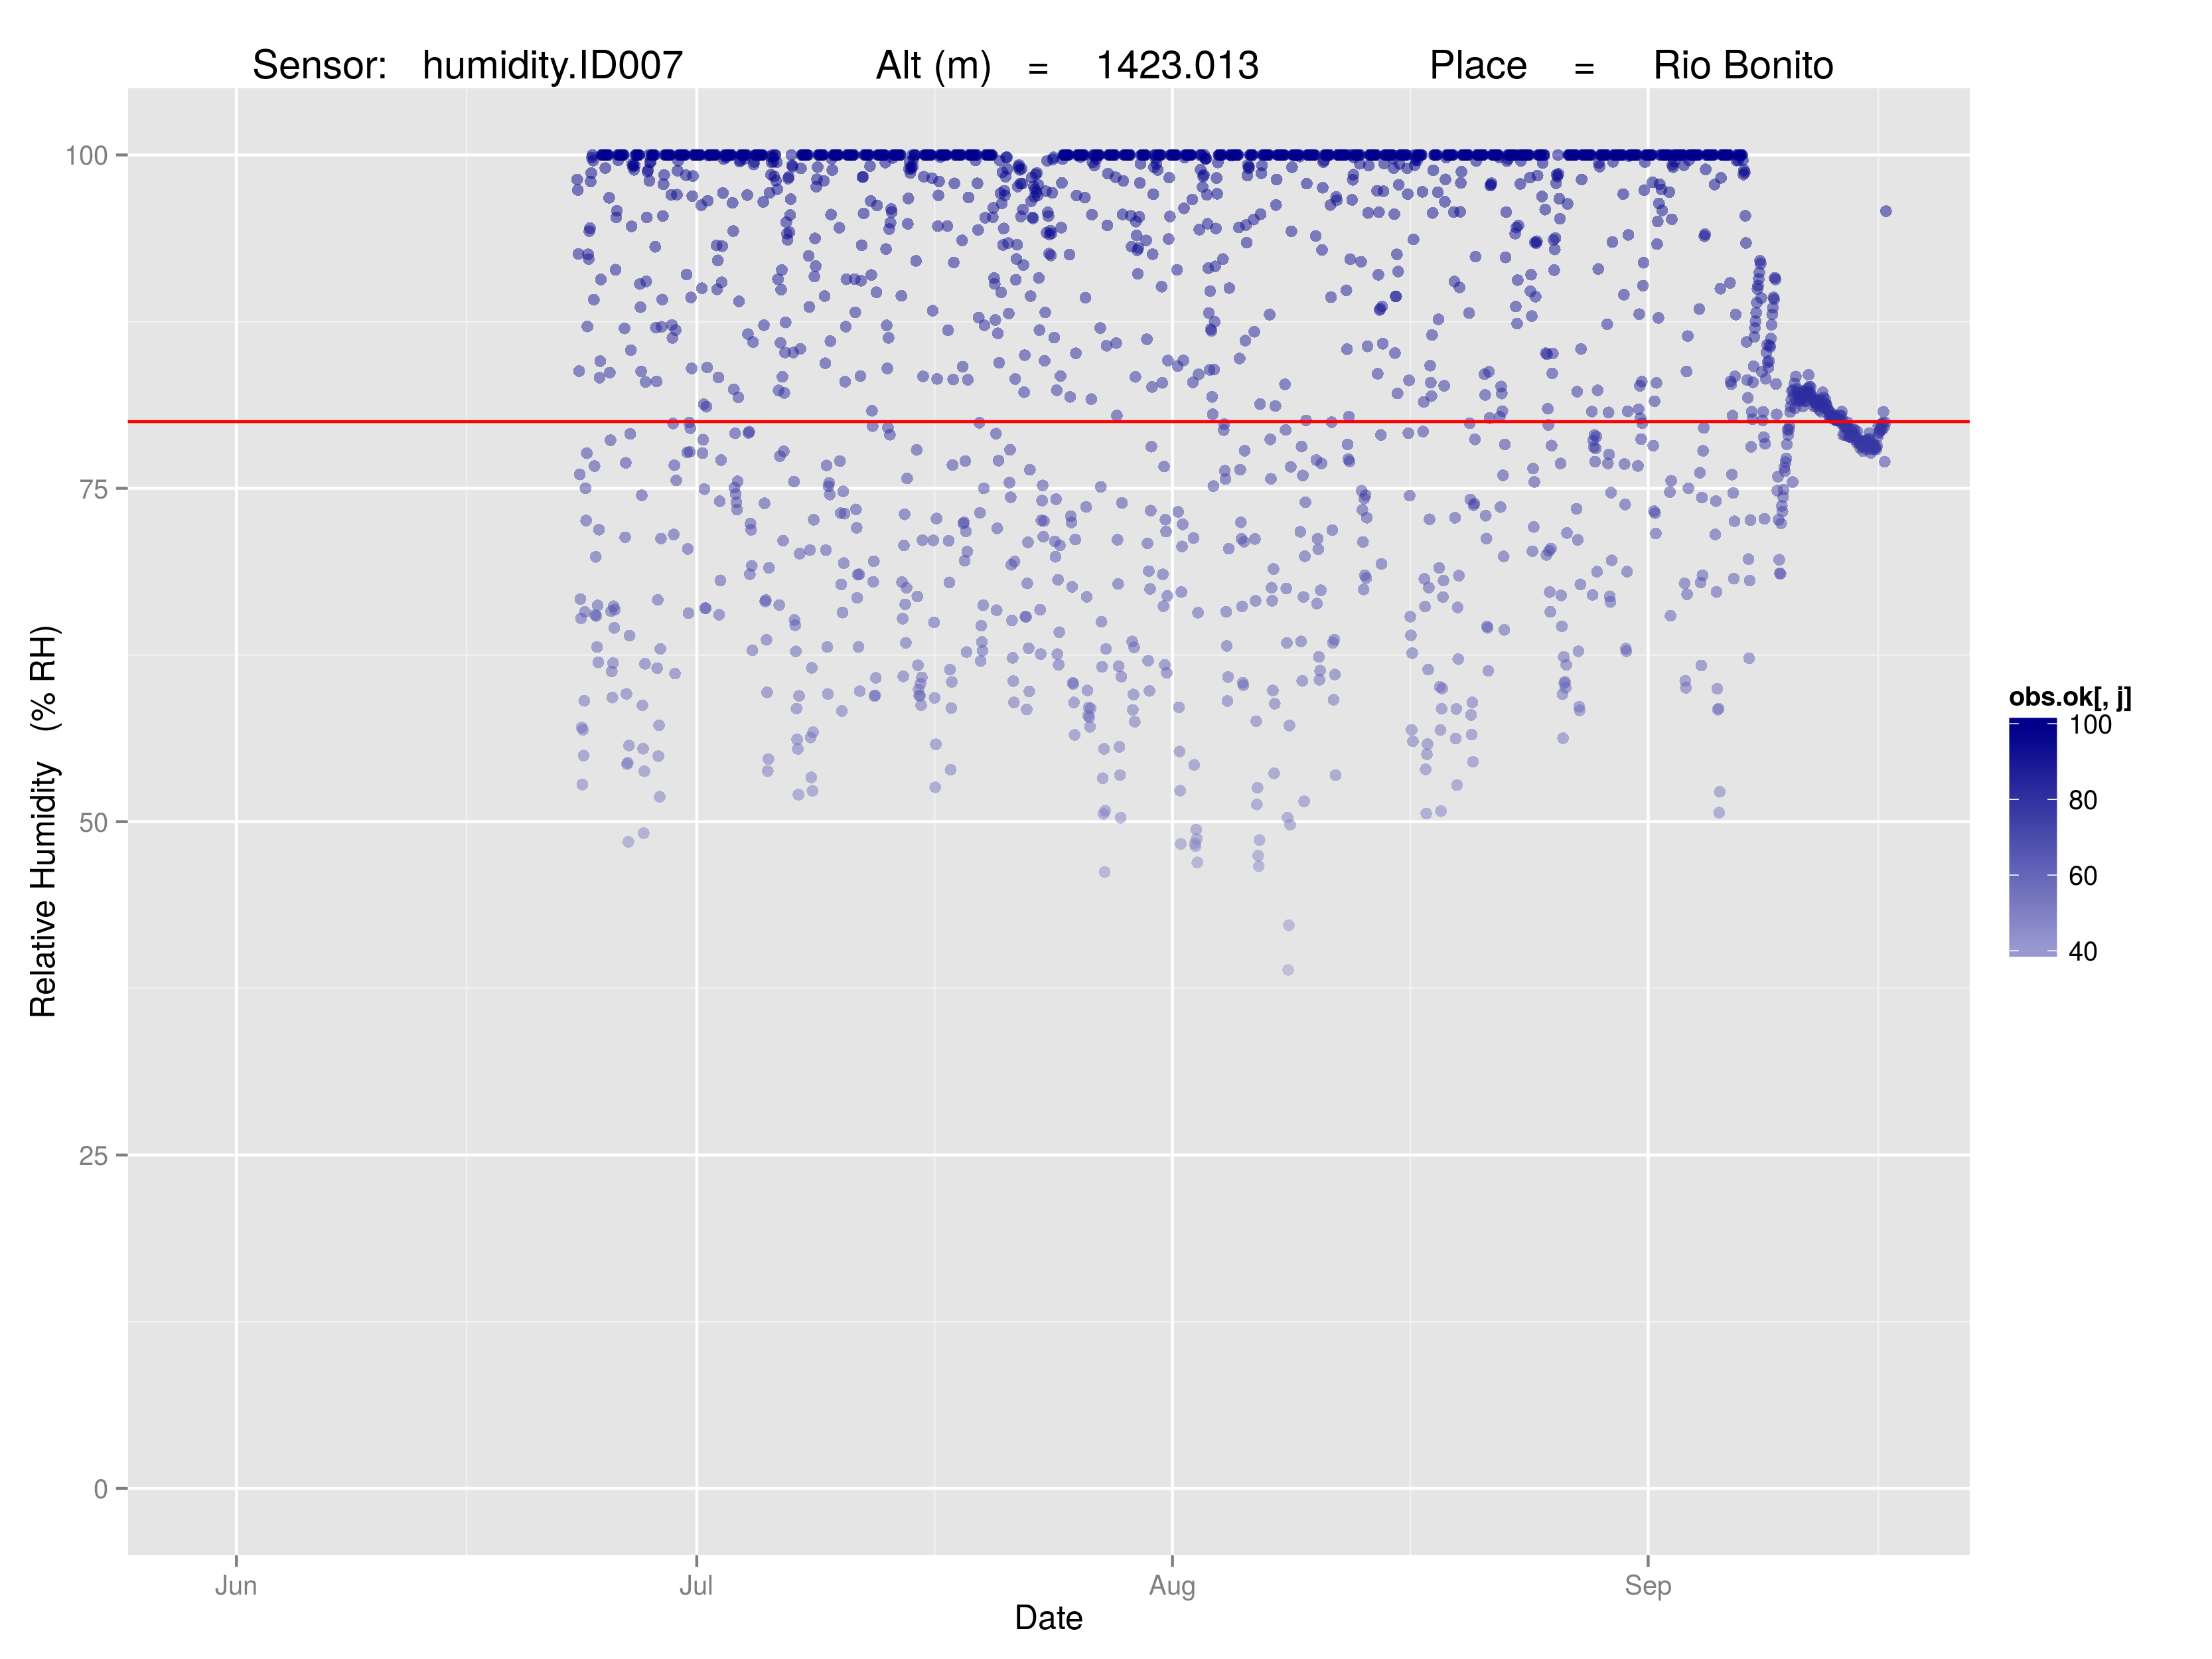 Sensor: humidity.ID007 Alt (m) = 1423.013 Place = Rio Bonito
100
75
50
25
0
Relative Humidity (% RH)
Jun Jul Aug Sep
Date
obs.ok[, j]
100
80
60
40